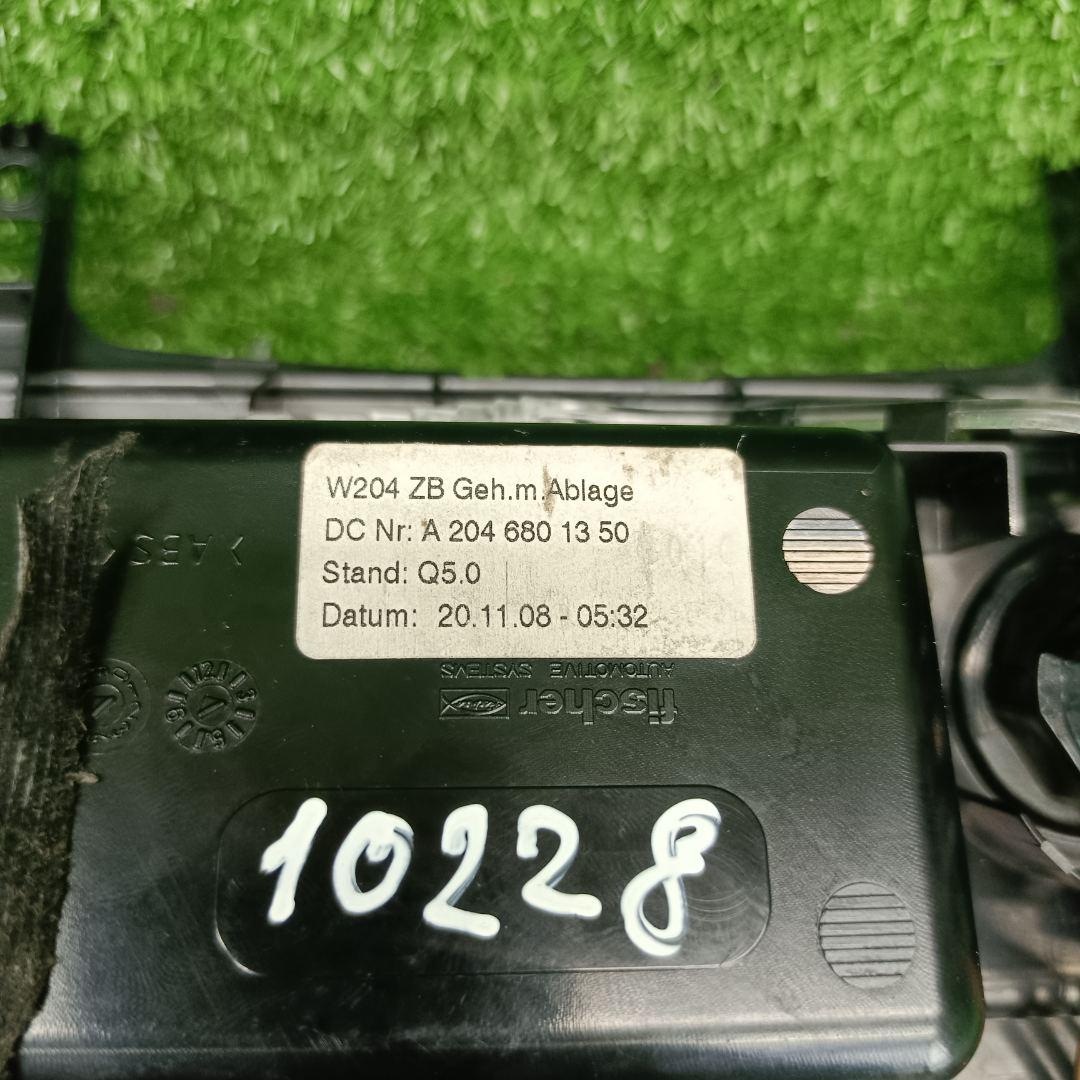 W204 ZB Geh.m.Ablage
DC Nr: A 204 680 13 50
Stand: Q5.0
Datum: 20.11.08 - 05:32
>ABS<
AUTOMOTIVE SYSTEMS
fischer
10228